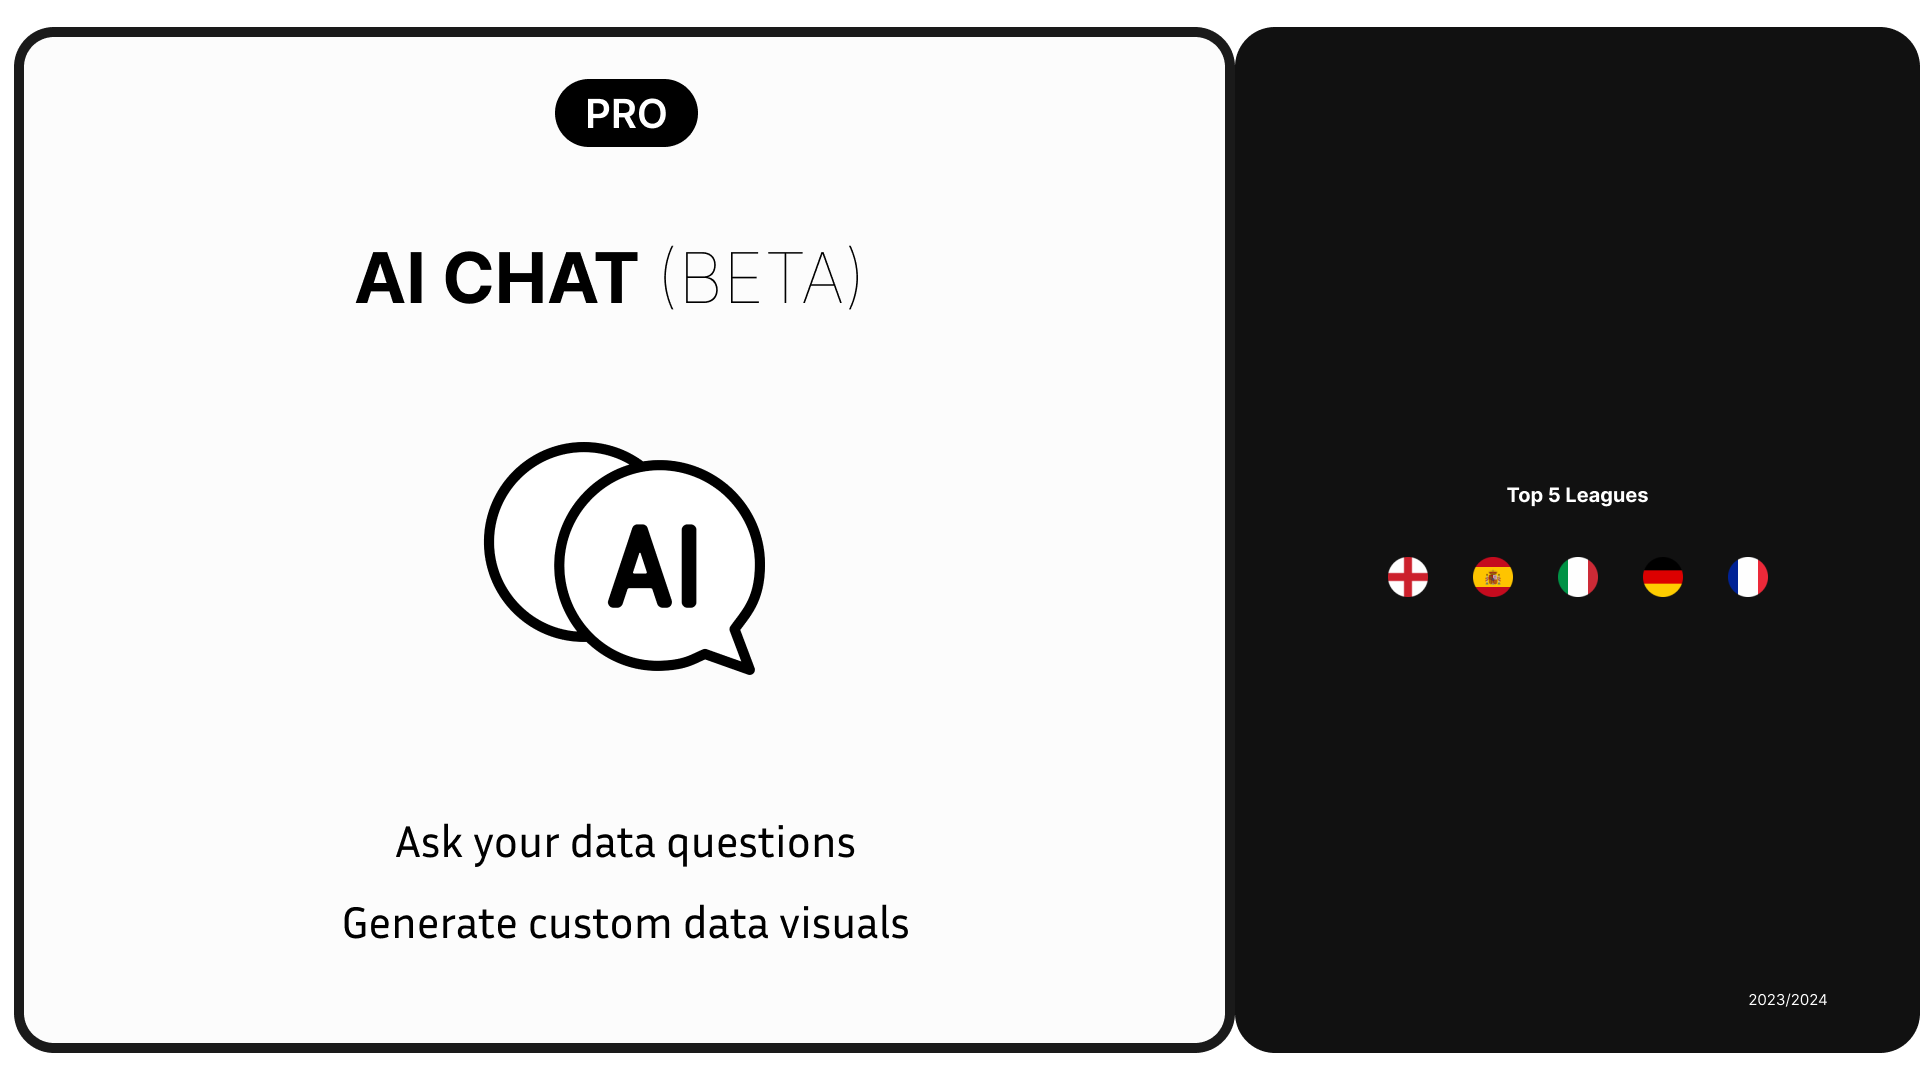 PRO
AI CHAT (BETA)
AI
Ask your data questions
Generate custom data visuals
Top 5 Leagues
2023/2024